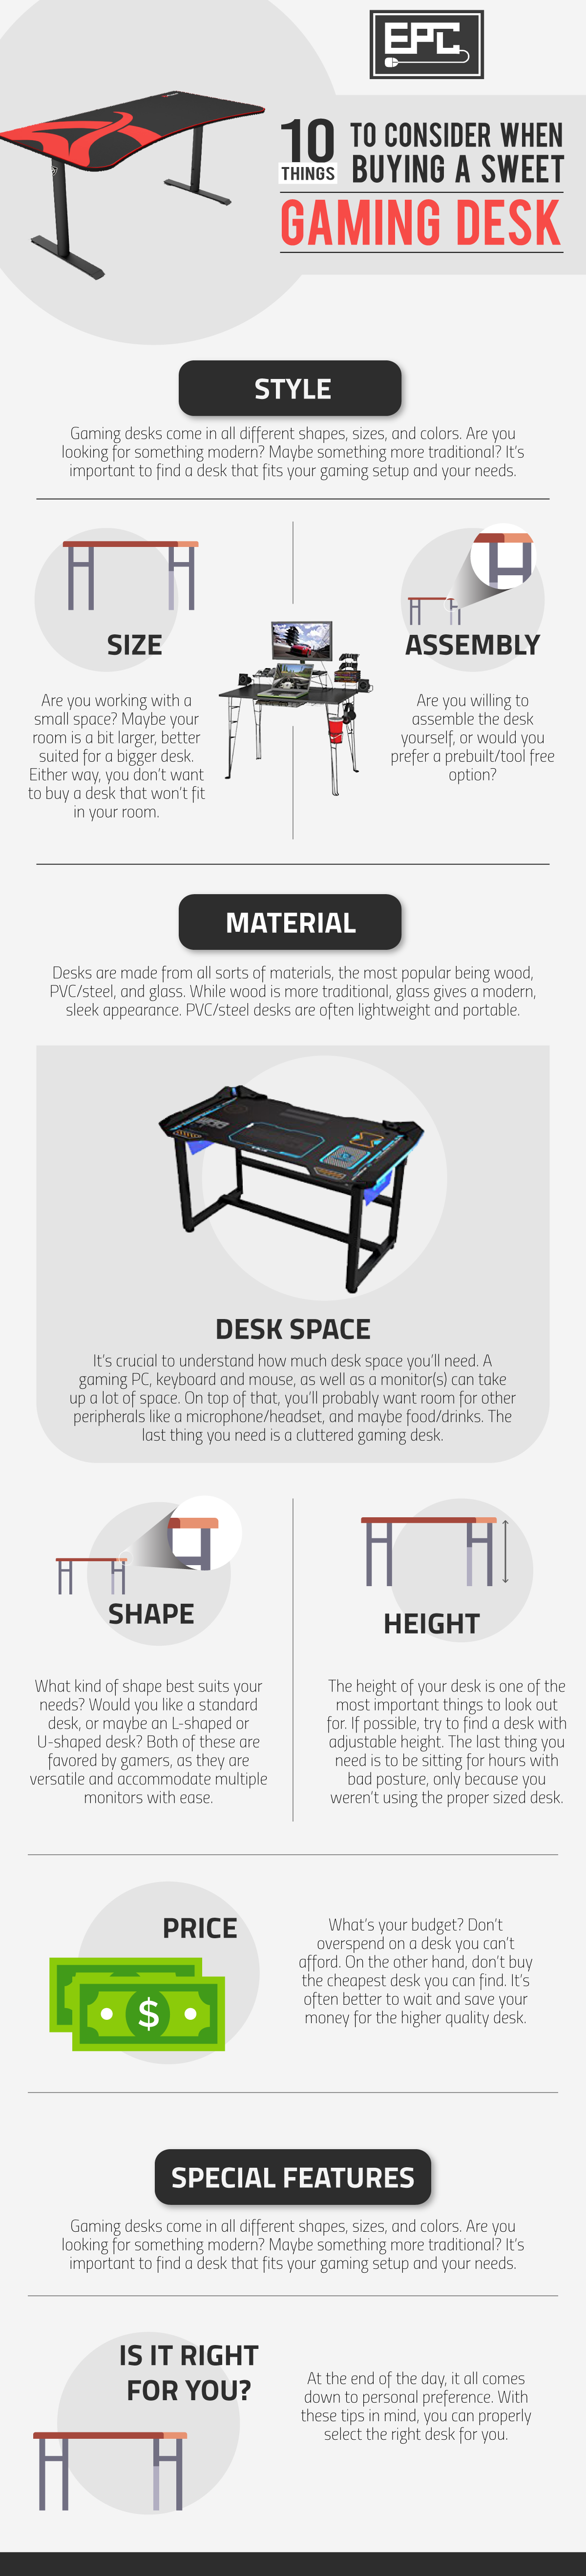 EPC
10 TO CONSIDER WHEN
THINGS BUYING A SWEET
GAMING DESK
STYLE
Gaming desks come in all different shapes, sizes, and colors. Are you
looking for something modern? Maybe something more traditional? It's
important to find a desk that fits your gaming setup and your needs.
SIZE
Are you working with a
small space? Maybe your
room is a bit larger, better
suited for a bigger desk.
Either way, you don't want
to buy a desk that won't fit
in your room.
ASSEMBLY
Are you willing to
assemble the desk
yourself, or would you
prefer a prebuilt/tool free
option?
MATERIAL
Desks are made from all sorts of materials, the most popular being wood,
PVC/steel, and glass. While wood is more traditional, glass gives a modern,
sleek appearance. PVC/steel desks are often lightweight and portable.
DESK SPACE
It's crucial to understand how much desk space you'll need. A
gaming PC, keyboard and mouse, as well as a monitor(s) can take
up a lot of space. On top of that, you'll probably want room for other
peripherals like a microphone/headset, and maybe food/drinks. The
last thing you need is a cluttered gaming desk.
SHAPE
What kind of shape best suits your
needs? Would you like a standard
desk, or maybe an L-shaped or
U-shaped desk? Both of these are
favored by gamers, as they are
versatile and accommodate multiple
monitors with ease.
HEIGHT
The height of your desk is one of the
most important things to look out
for. If possible, try to find a desk with
adjustable height. The last thing you
need is to be sitting for hours with
bad posture, only because you
weren't using the proper sized desk.
PRICE
$
What's your budget? Don't
overspend on a desk you can't
afford. On the other hand, don't buy
the cheapest desk you can find. It's
often better to wait and save your
money for the higher quality desk.
SPECIAL FEATURES
Gaming desks come in all different shapes, sizes, and colors. Are you
looking for something modern? Maybe something more traditional? It's
important to find a desk that fits your gaming setup and your needs.
IS IT RIGHT
FOR YOU?
At the end of the day, it all comes
down to personal preference. With
these tips in mind, you can properly
select the right desk for you.